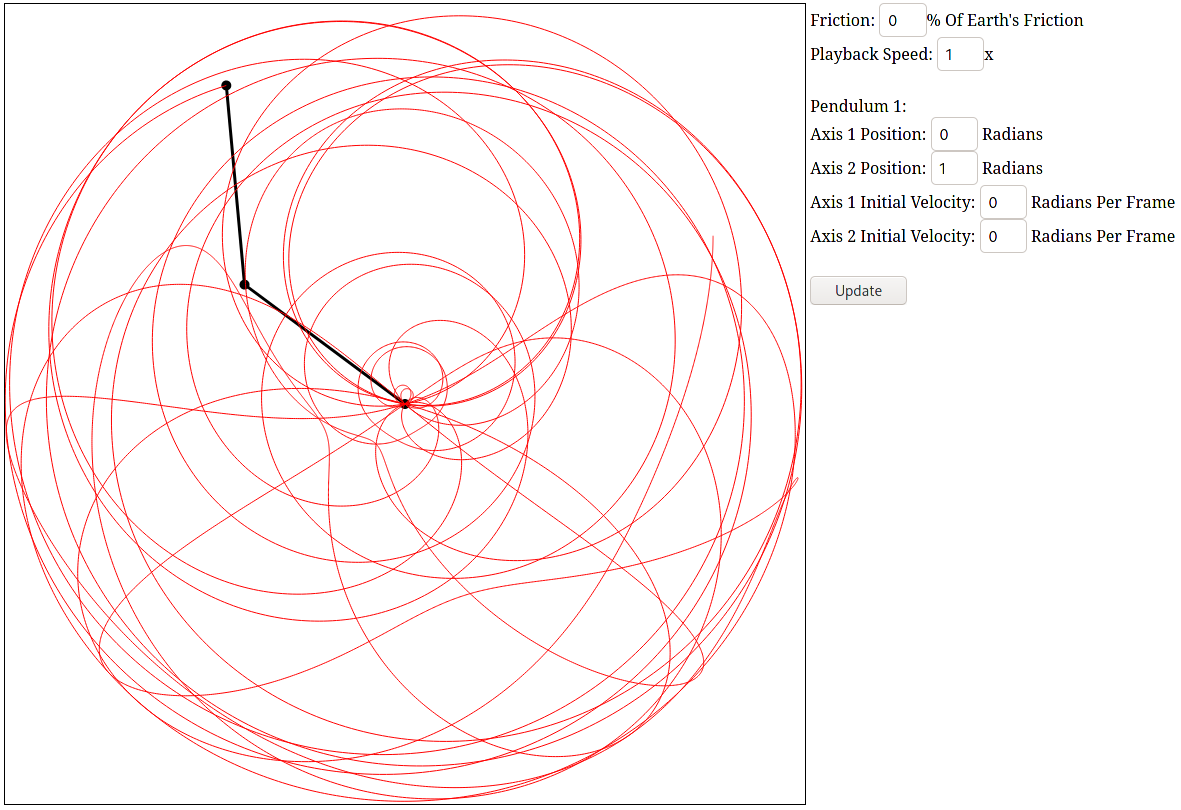 Friction: 0 % Of Earth's Friction
Playback Speed: 1 x
Pendulum 1:
Axis 1 Position: 0 Radians
Axis 2 Position: 1 Radians
Axis 1 Initial Velocity: 0 Radians Per Frame
Axis 2 Initial Velocity: 0 Radians Per Frame
Update